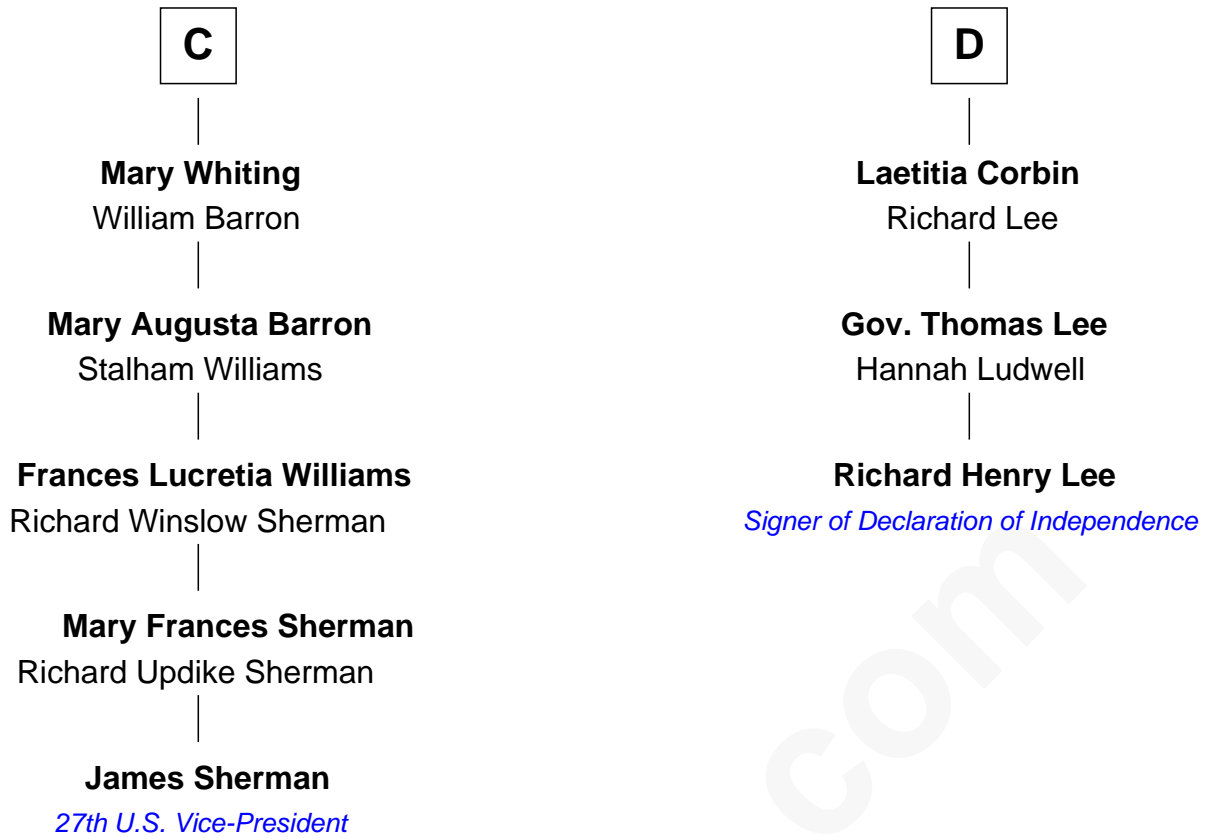 C
Mary Whiting
William Barron
Mary Augusta Barron
Stalham Williams
Frances Lucretia Williams
Richard Winslow Sherman
Mary Frances Sherman
Richard Updike Sherman
James Sherman
27th U.S. Vice-President
D
Laetitia Corbin
Richard Lee
Gov. Thomas Lee
Hannah Ludwell
Richard Henry Lee
Signer of Declaration of Independence
com